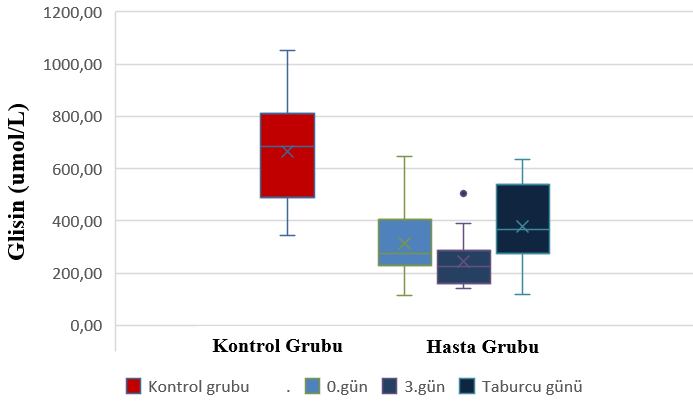 1200,00
1000,00
800,00
600,00
400,00
200,00
0,00
Glisin (umol/L)
Kontrol Grubu Hasta Grubu
Kontrol grubu . 0.gün 3.gün Taburcu günü